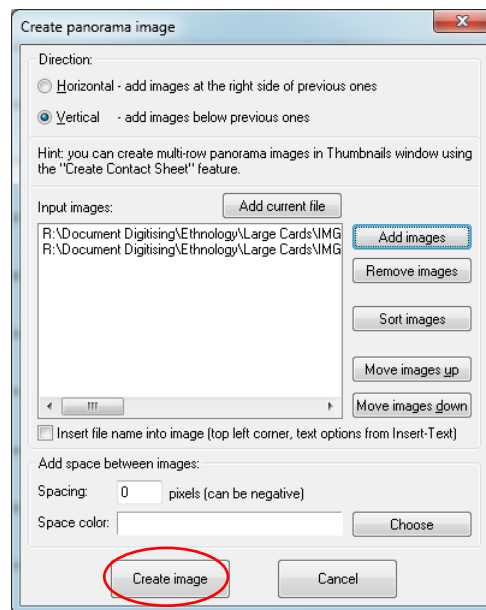 Create panorama image
Direction:
Horizontal - add images at the right side of previous ones
Vertical - add images below previous ones
Hint: you can create multi-row panorama images in Thumbnails window using
the "Create Contact Sheet" feature.
Input images:
Add current file
R:\Document Digitising\Ethnology\Large Cards\IMG
R:\Document Digitising\Ethnology\Large Cards\IMG
Add images
Remove images
Sort images
Move images up
Move images down
Insert file name into image (top left corner, text options from Insert-Text)
Add space between images:
Spacing: 0 pixels (can be negative)
Space color: Choose
Create image Cancel